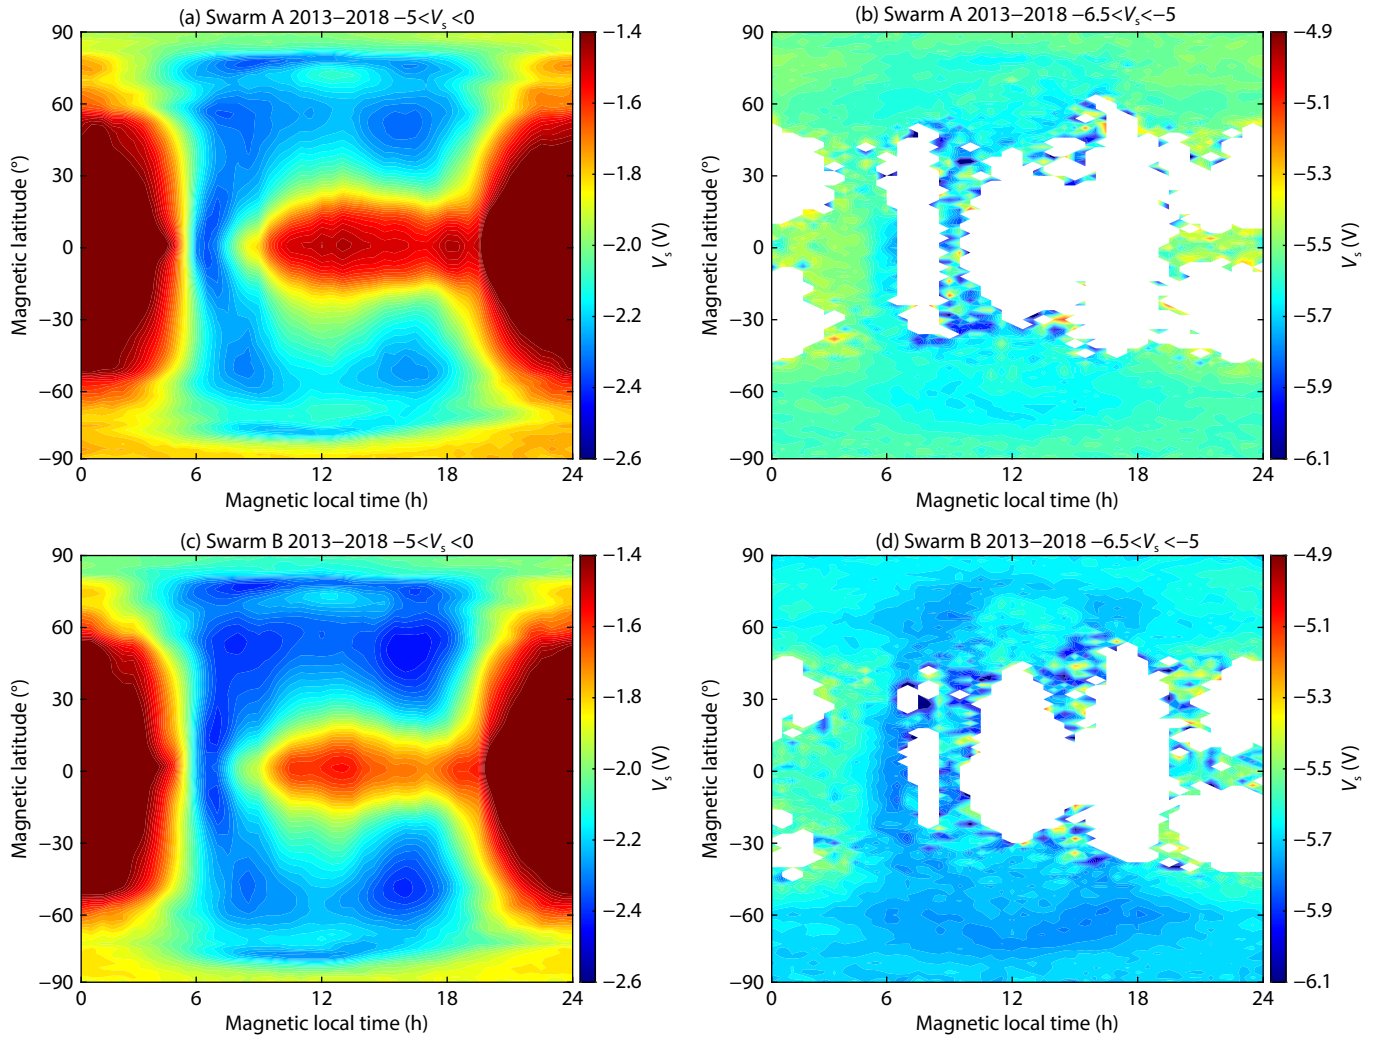 (a) Swarm A 2013−2018 −5<Vs <0
90
60
30
0
−30
−60
−90
Magnetic latitude (°)
0 6 12 18 24
Magnetic local time (h)
−1.4
−1.6
−1.8
−2.0
−2.2
−2.4
−2.6
Vs (V)
(b) Swarm A 2013−2018 −6.5<Vs<−5
90
60
30
0
−30
−60
−90
Magnetic latitude (°)
0 6 12 18 24
Magnetic local time (h)
−4.9
−5.1
−5.3
−5.5
−5.7
−5.9
−6.1
Vs (V)
(c) Swarm B 2013−2018 −5<Vs <0
90
60
30
0
−30
−60
−90
Magnetic latitude (°)
0 6 12 18 24
Magnetic local time (h)
−1.4
−1.6
−1.8
−2.0
−2.2
−2.4
−2.6
Vs (V)
(d) Swarm B 2013−2018 −6.5<Vs <−5
90
60
30
0
−30
−60
−90
Magnetic latitude (°)
0 6 12 18 24
Magnetic local time (h)
−4.9
−5.1
−5.3
−5.5
−5.7
−5.9
−6.1
Vs (V)